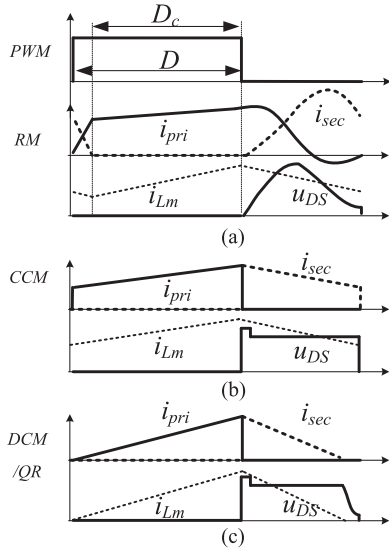 D_c
PWM
D
RM
i_pri
i_sec
i_Lm
u_DS
(a)
CCM
i_pri
i_sec
i_Lm
u_DS
(b)
DCM
/QR
i_pri
i_sec
i_Lm
u_DS
(c)